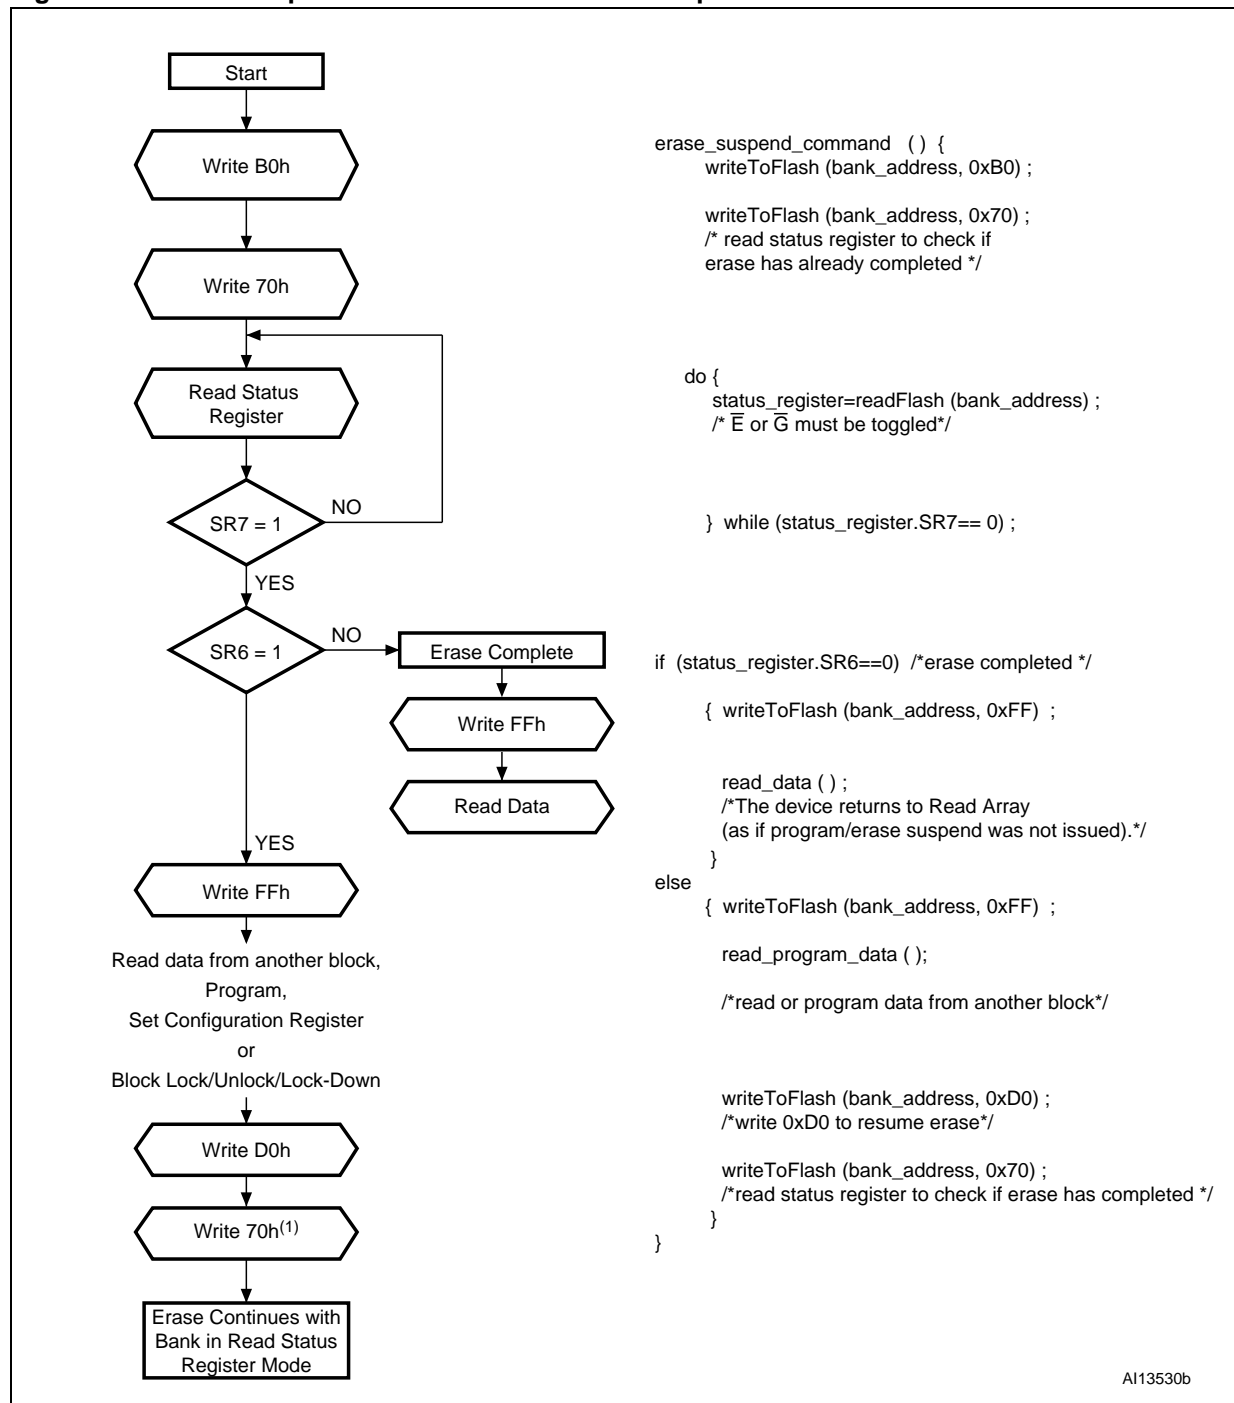 Start
Write B0h
Write 70h
Read Status
Register
SR7 = 1
NO
YES
SR6 = 1
NO
Erase Complete
Write FFh
Read Data
YES
Write FFh
Read data from another block,
Program,
Set Configuration Register
or
Block Lock/Unlock/Lock-Down
Write D0h
Write 70h(1)
Erase Continues with
Bank in Read Status
Register Mode
erase_suspend_command ( ) {
writeToFlash (bank_address, 0xB0) ;
writeToFlash (bank_address, 0x70) ;
/* read status register to check if
erase has already completed */
do {
status_register=readFlash (bank_address) ;
/* E̅ or G̅ must be toggled*/
} while (status_register.SR7== 0) ;
if (status_register.SR6==0) /*erase completed */
{ writeToFlash (bank_address, 0xFF) ;
read_data ( ) ;
/*The device returns to Read Array
(as if program/erase suspend was not issued).*/
}
else
{ writeToFlash (bank_address, 0xFF) ;
read_program_data ( );
/*read or program data from another block*/
writeToFlash (bank_address, 0xD0) ;
/*write 0xD0 to resume erase*/
writeToFlash (bank_address, 0x70) ;
/*read status register to check if erase has completed */
}
}
AI13530b